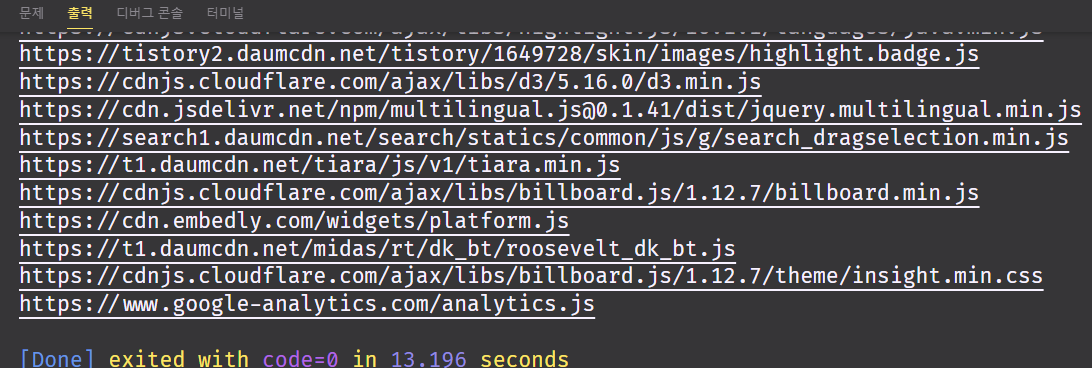 문제 출력 디버그 콘솔 터미널
https://tistory2.daumcdn.net/tistory/1649728/skin/images/highlight.badge.js
https://cdnjs.cloudflare.com/ajax/libs/d3/5.16.0/d3.min.js
https://cdn.jsdelivr.net/npm/multilingual.js@0.1.41/dist/jquery.multilingual.min.js
https://search1.daumcdn.net/search/statics/common/js/g/search_dragselection.min.js
https://t1.daumcdn.net/tiara/js/v1/tiara.min.js
https://cdnjs.cloudflare.com/ajax/libs/billboard.js/1.12.7/billboard.min.js
https://cdn.embedly.com/widgets/platform.js
https://t1.daumcdn.net/midas/rt/dk_bt/roosevelt_dk_bt.js
https://cdnjs.cloudflare.com/ajax/libs/billboard.js/1.12.7/theme/insight.min.css
https://www.google-analytics.com/analytics.js
[Done] exited with code=0 in 13.196 seconds